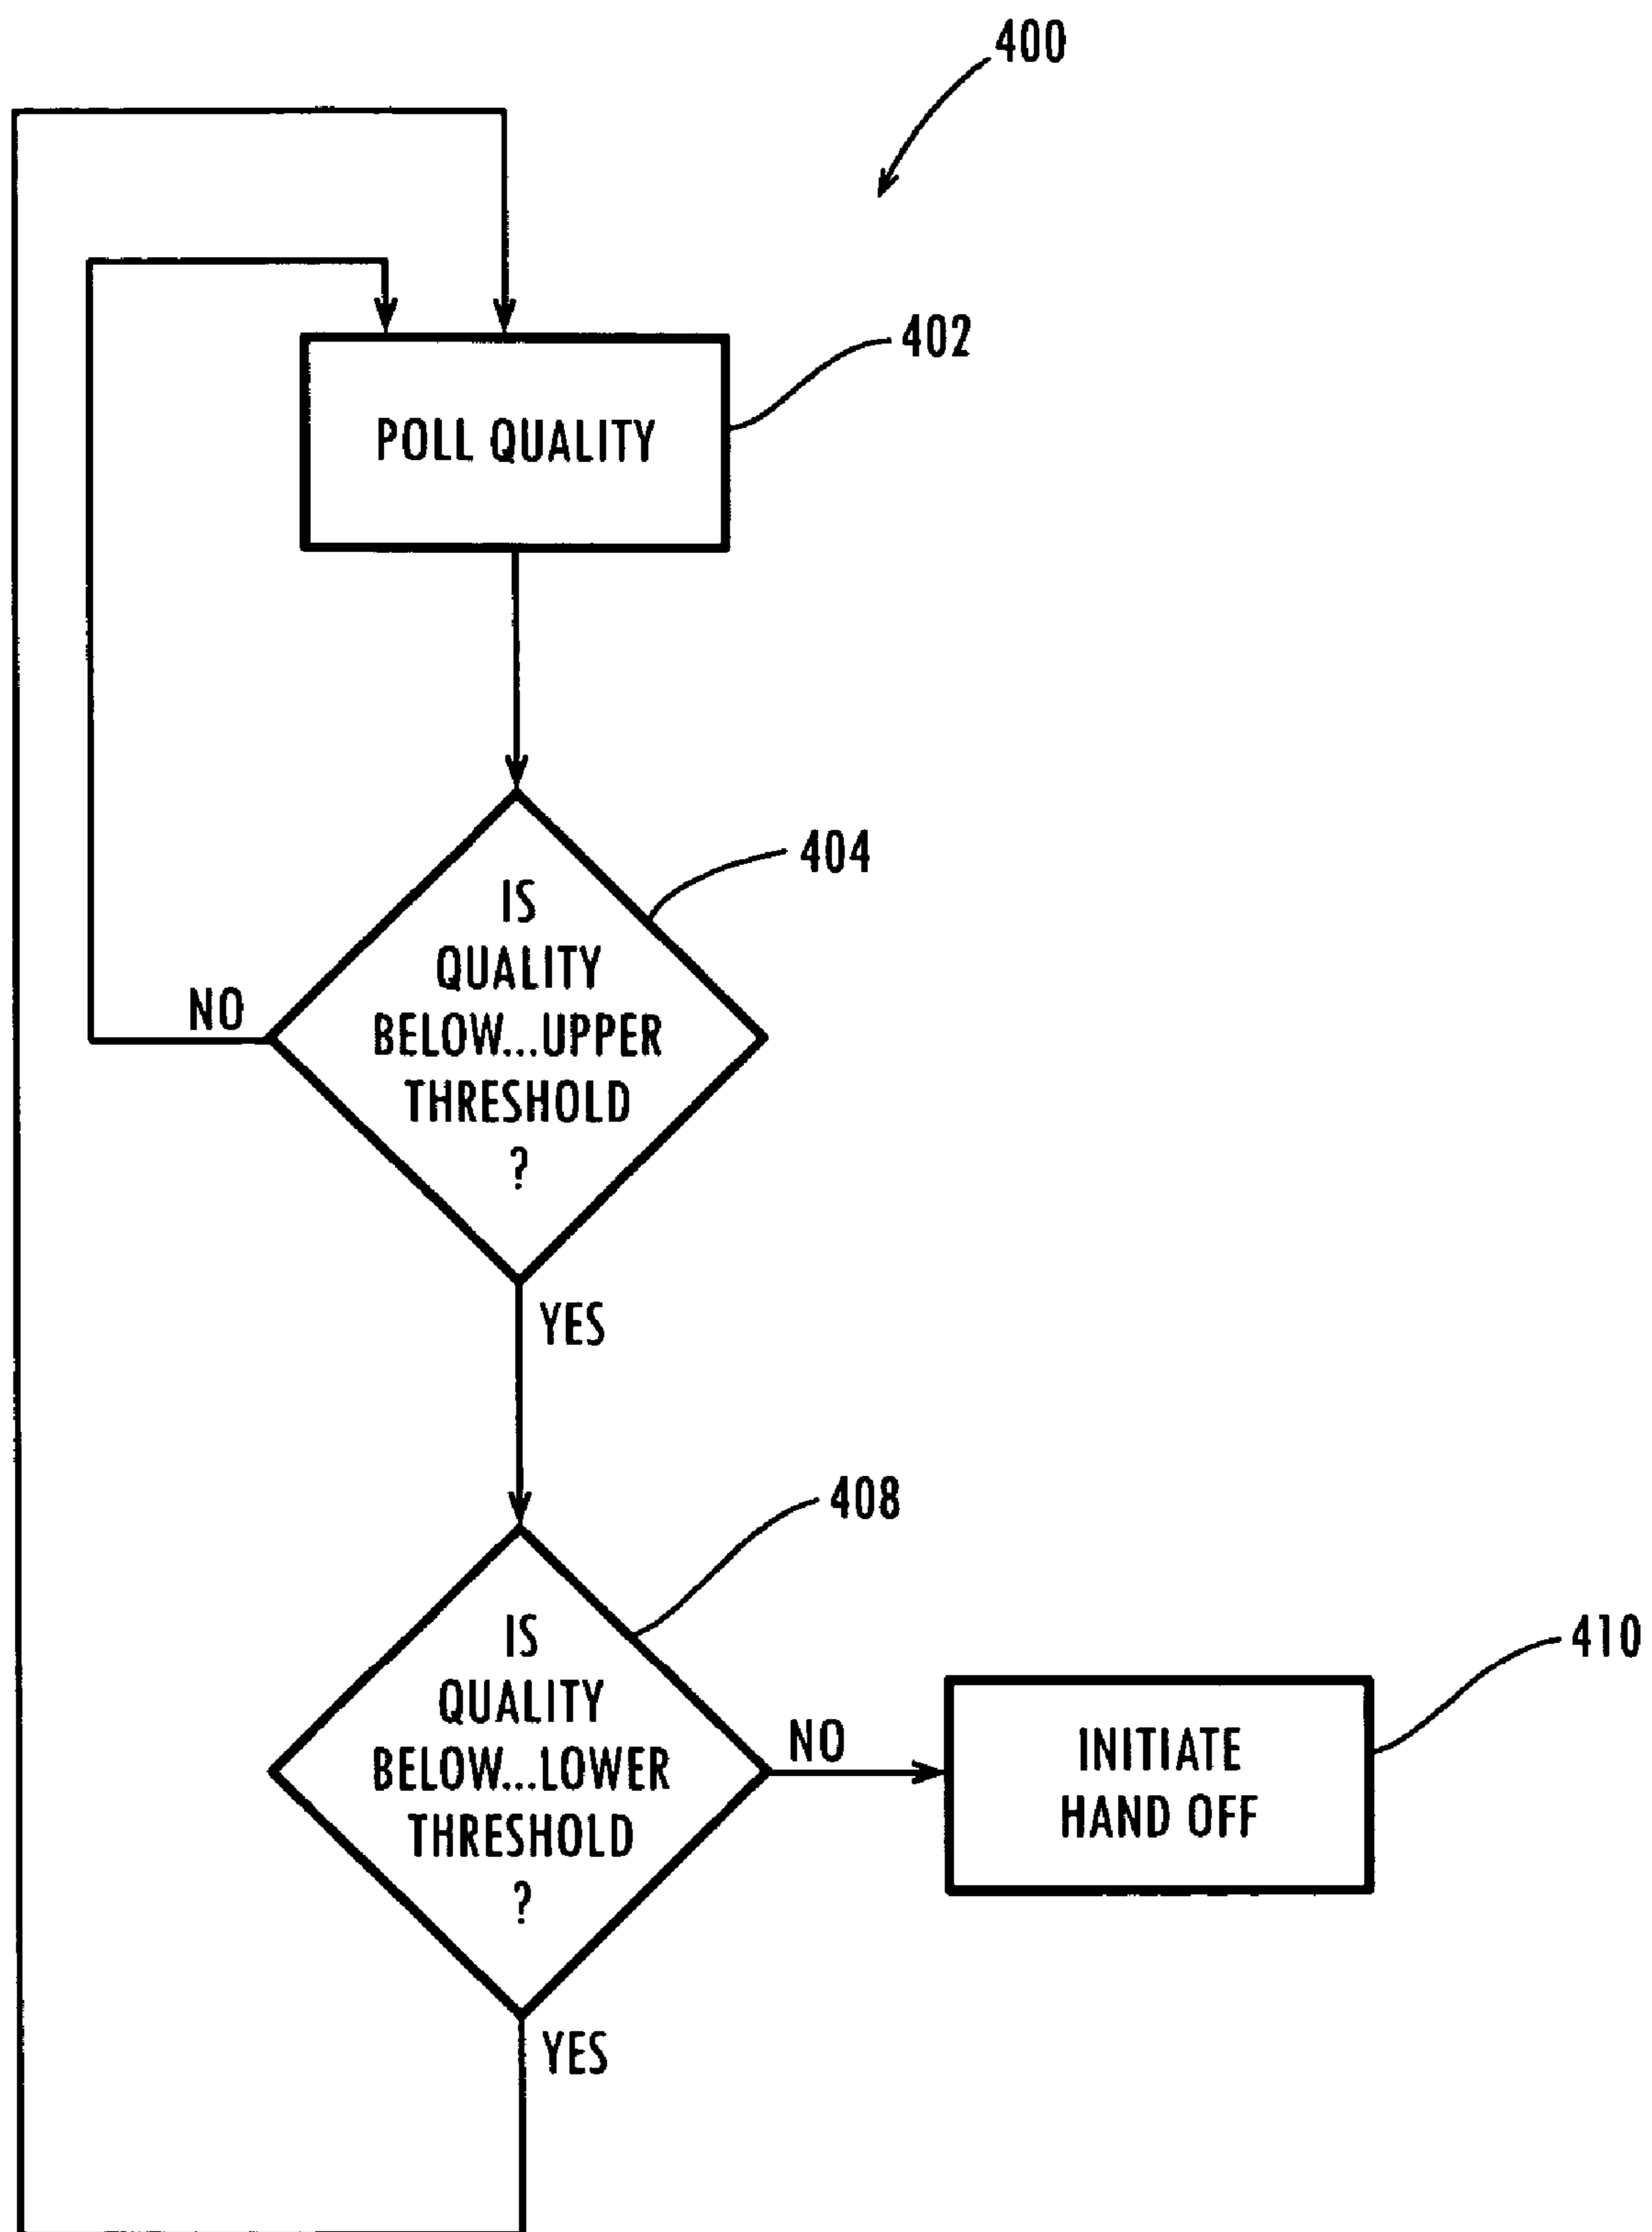 400
402
POLL QUALITY
404
IS
QUALITY
BELOW...UPPER
THRESHOLD
?
NO
YES
408
IS
QUALITY
BELOW...LOWER
THRESHOLD
?
NO
410
INITIATE
HAND OFF
YES